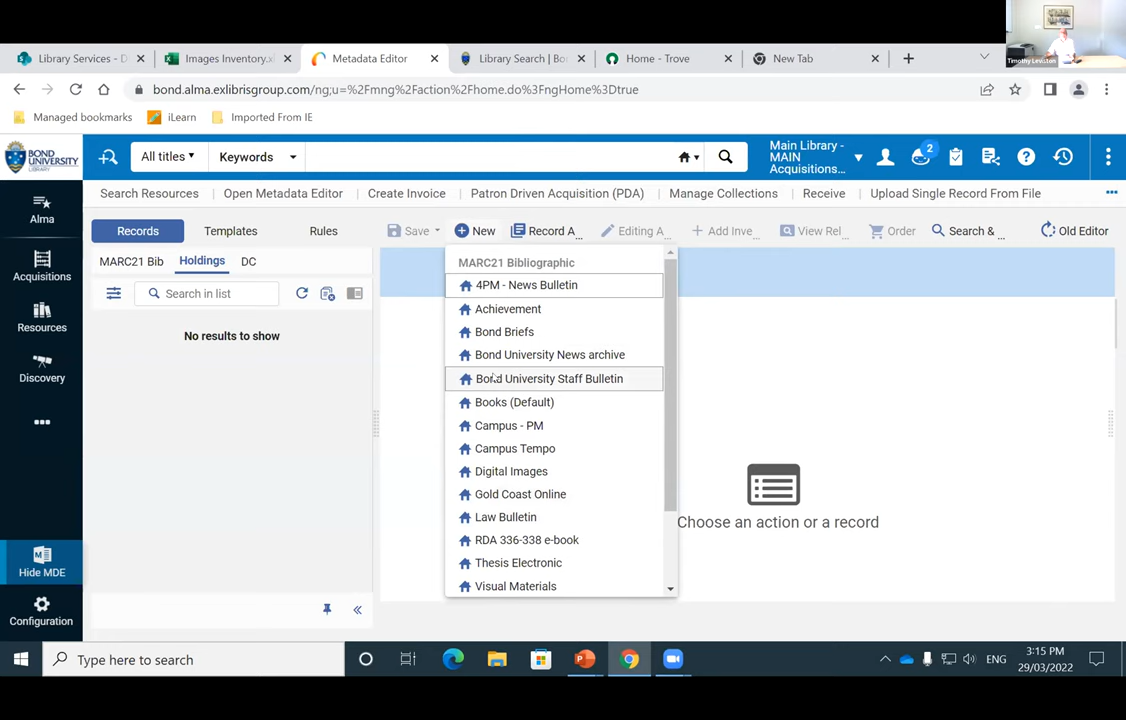 Timothy Leviston
Library Services - D
Images Inventory.x
Metadata Editor
Library Search | Bo
Home - Trove
New Tab
bond.alma.exlibrisgroup.com/ng;u=%2Fmng%2Faction%2Fhome.do%3FngHome%3Dtrue
Managed bookmarks
iLearn
Imported From IE
BOND
UNIVERSITY
LIBRARY
All titles
Keywords
Main Library -
MAIN
Acquisitions...
2
Search Resources
Open Metadata Editor
Create Invoice
Patron Driven Acquisition (PDA)
Manage Collections
Receive
Upload Single Record From File
Alma
Acquisitions
Resources
Discovery
Hide MDE
Configuration
Records
Templates
Rules
Save
New
Record A...
Editing A...
Add Inve...
View Rel...
Order
Search & ...
Old Editor
MARC21 Bib
Holdings
DC
Search in list
No results to show
MARC21 Bibliographic
4PM - News Bulletin
Achievement
Bond Briefs
Bond University News archive
Bond University Staff Bulletin
Books (Default)
Campus - PM
Campus Tempo
Digital Images
Gold Coast Online
Law Bulletin
RDA 336-338 e-book
Thesis Electronic
Visual Materials
Choose an action or a record
Type here to search
ENG
3:15 PM
29/03/2022